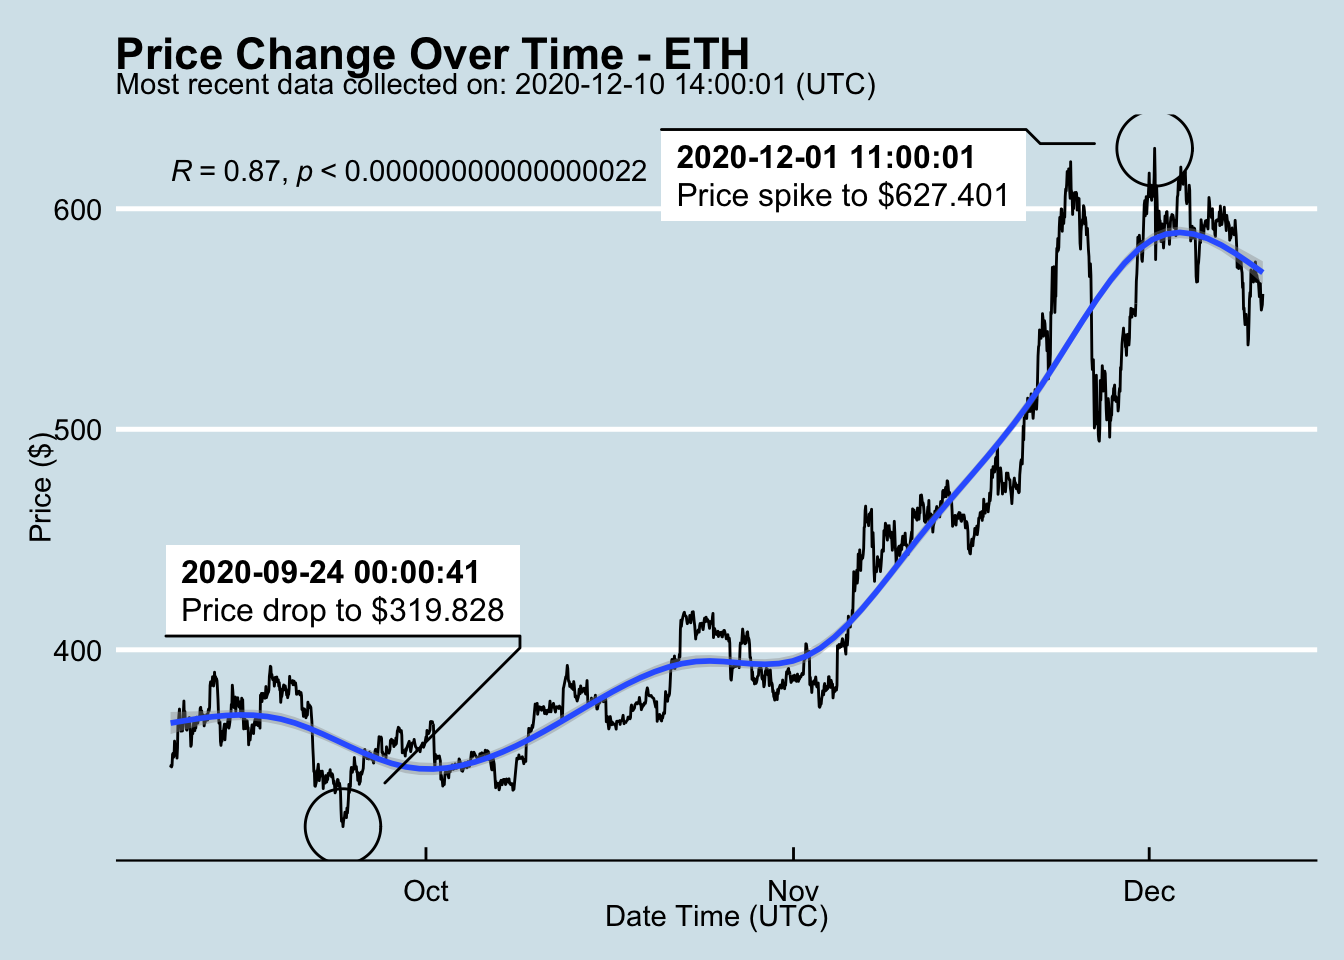 Price Change Over Time - ETH
Most recent data collected on: 2020-12-10 14:00:01 (UTC)
R = 0.87, p < 0.00000000000000022
2020-12-01 11:00:01
Price spike to $627.401
600
500
400
Price ($)
2020-09-24 00:00:41
Price drop to $319.828
Oct Nov Dec
Date Time (UTC)